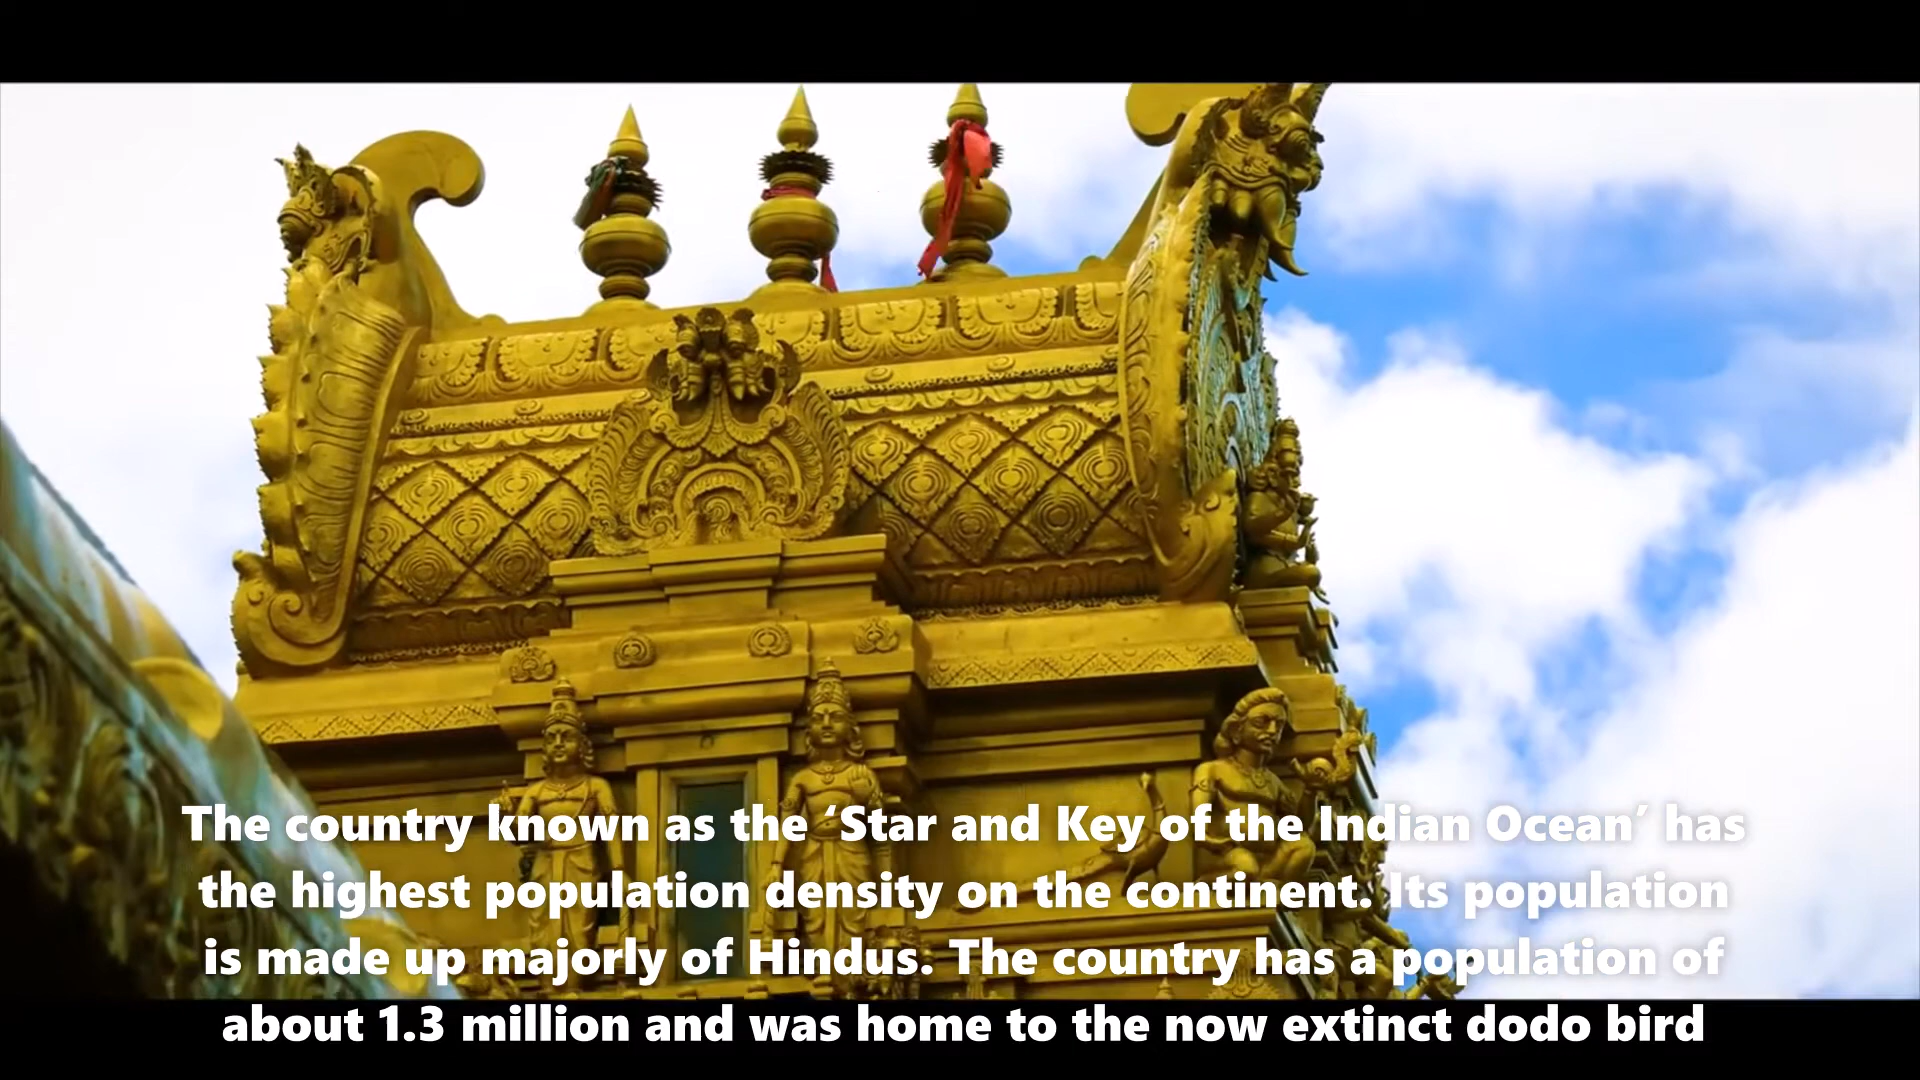 The country known as the ‘Star and Key of the Indian Ocean’ has
the highest population density on the continent. Its population
is made up majorly of Hindus. The country has a population of
about 1.3 million and was home to the now extinct dodo bird